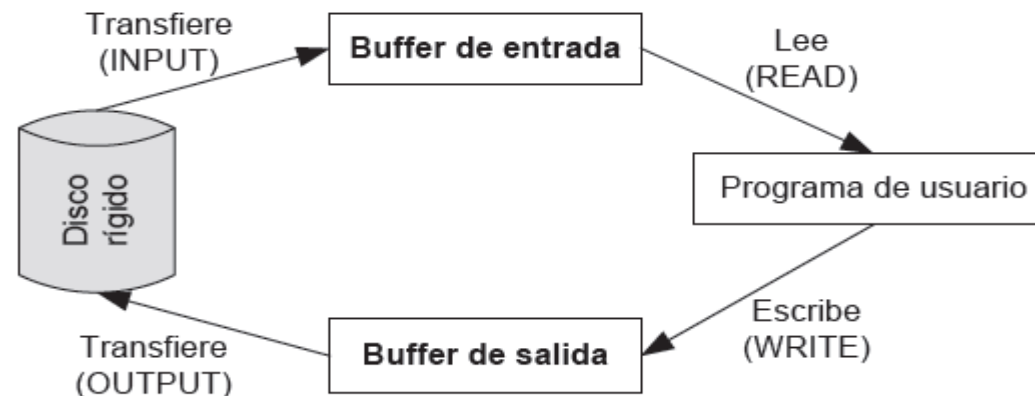 Transfiere
(INPUT)
Buffer de entrada
Lee
(READ)
Disco
rígido
Programa de usuario
Transfiere
(OUTPUT)
Buffer de salida
Escribe
(WRITE)